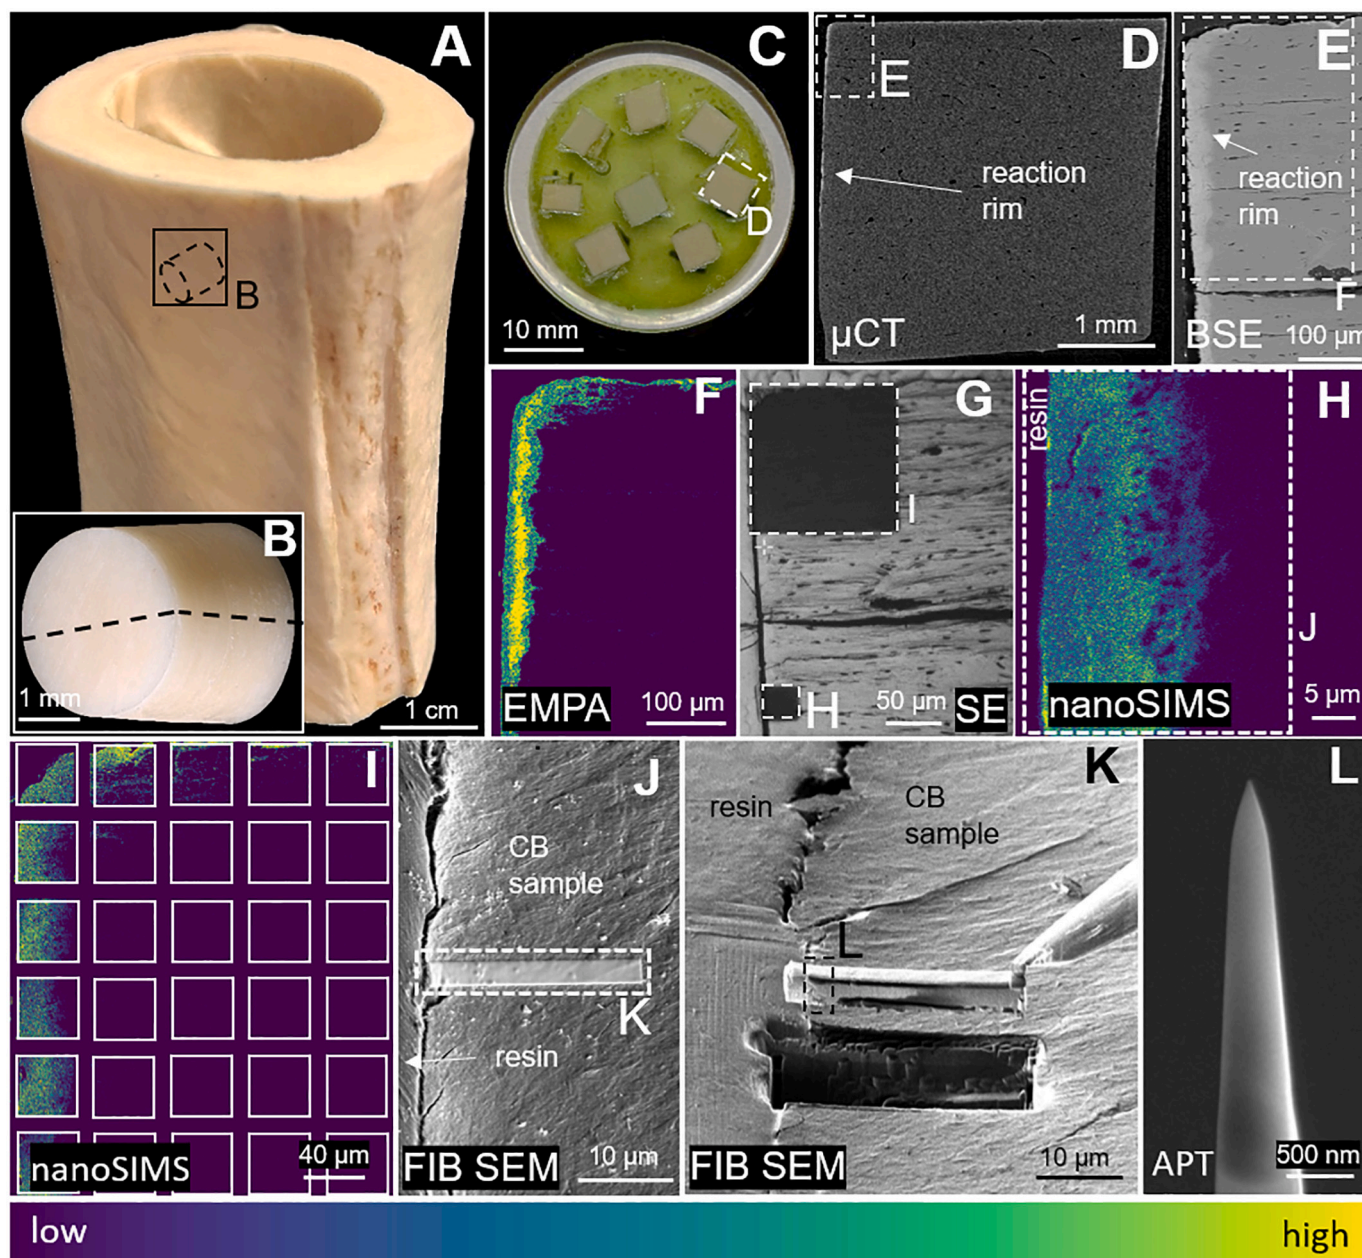 A
B
B
1 mm
1 cm
C
D
10 mm
D
E
reaction
rim
µCT
1 mm
E
reaction
rim
F
BSE
100 µm
F
EMPA
100 µm
G
I
H
50 µm
SE
H
resin
J
nanoSIMS
5 µm
I
nanoSIMS
40 µm
J
CB
sample
K
resin
FIB SEM
10 µm
K
resin
CB
sample
L
FIB SEM
10 µm
L
APT
500 nm
low
high